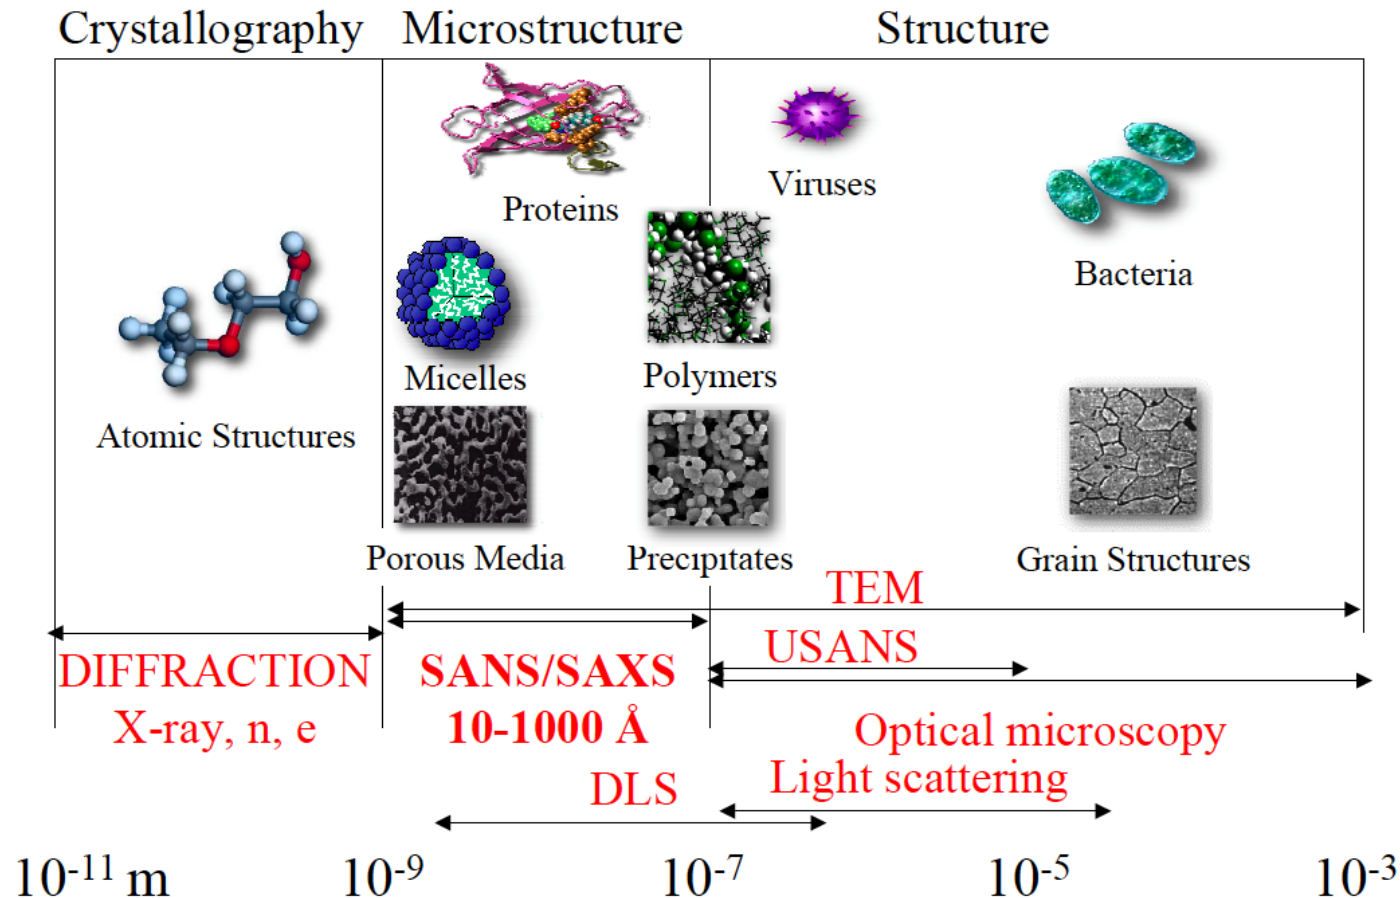 Crystallography
Microstructure
Structure
Proteins
Viruses
Bacteria
Micelles
Polymers
Atomic Structures
Porous Media
Precipitates
Grain Structures
TEM
DIFFRACTION
X-ray, n, e
SANS/SAXS
10-1000 Å
USANS
Optical microscopy
Light scattering
DLS
10⁻¹¹ m
10⁻⁹
10⁻⁷
10⁻⁵
10⁻³